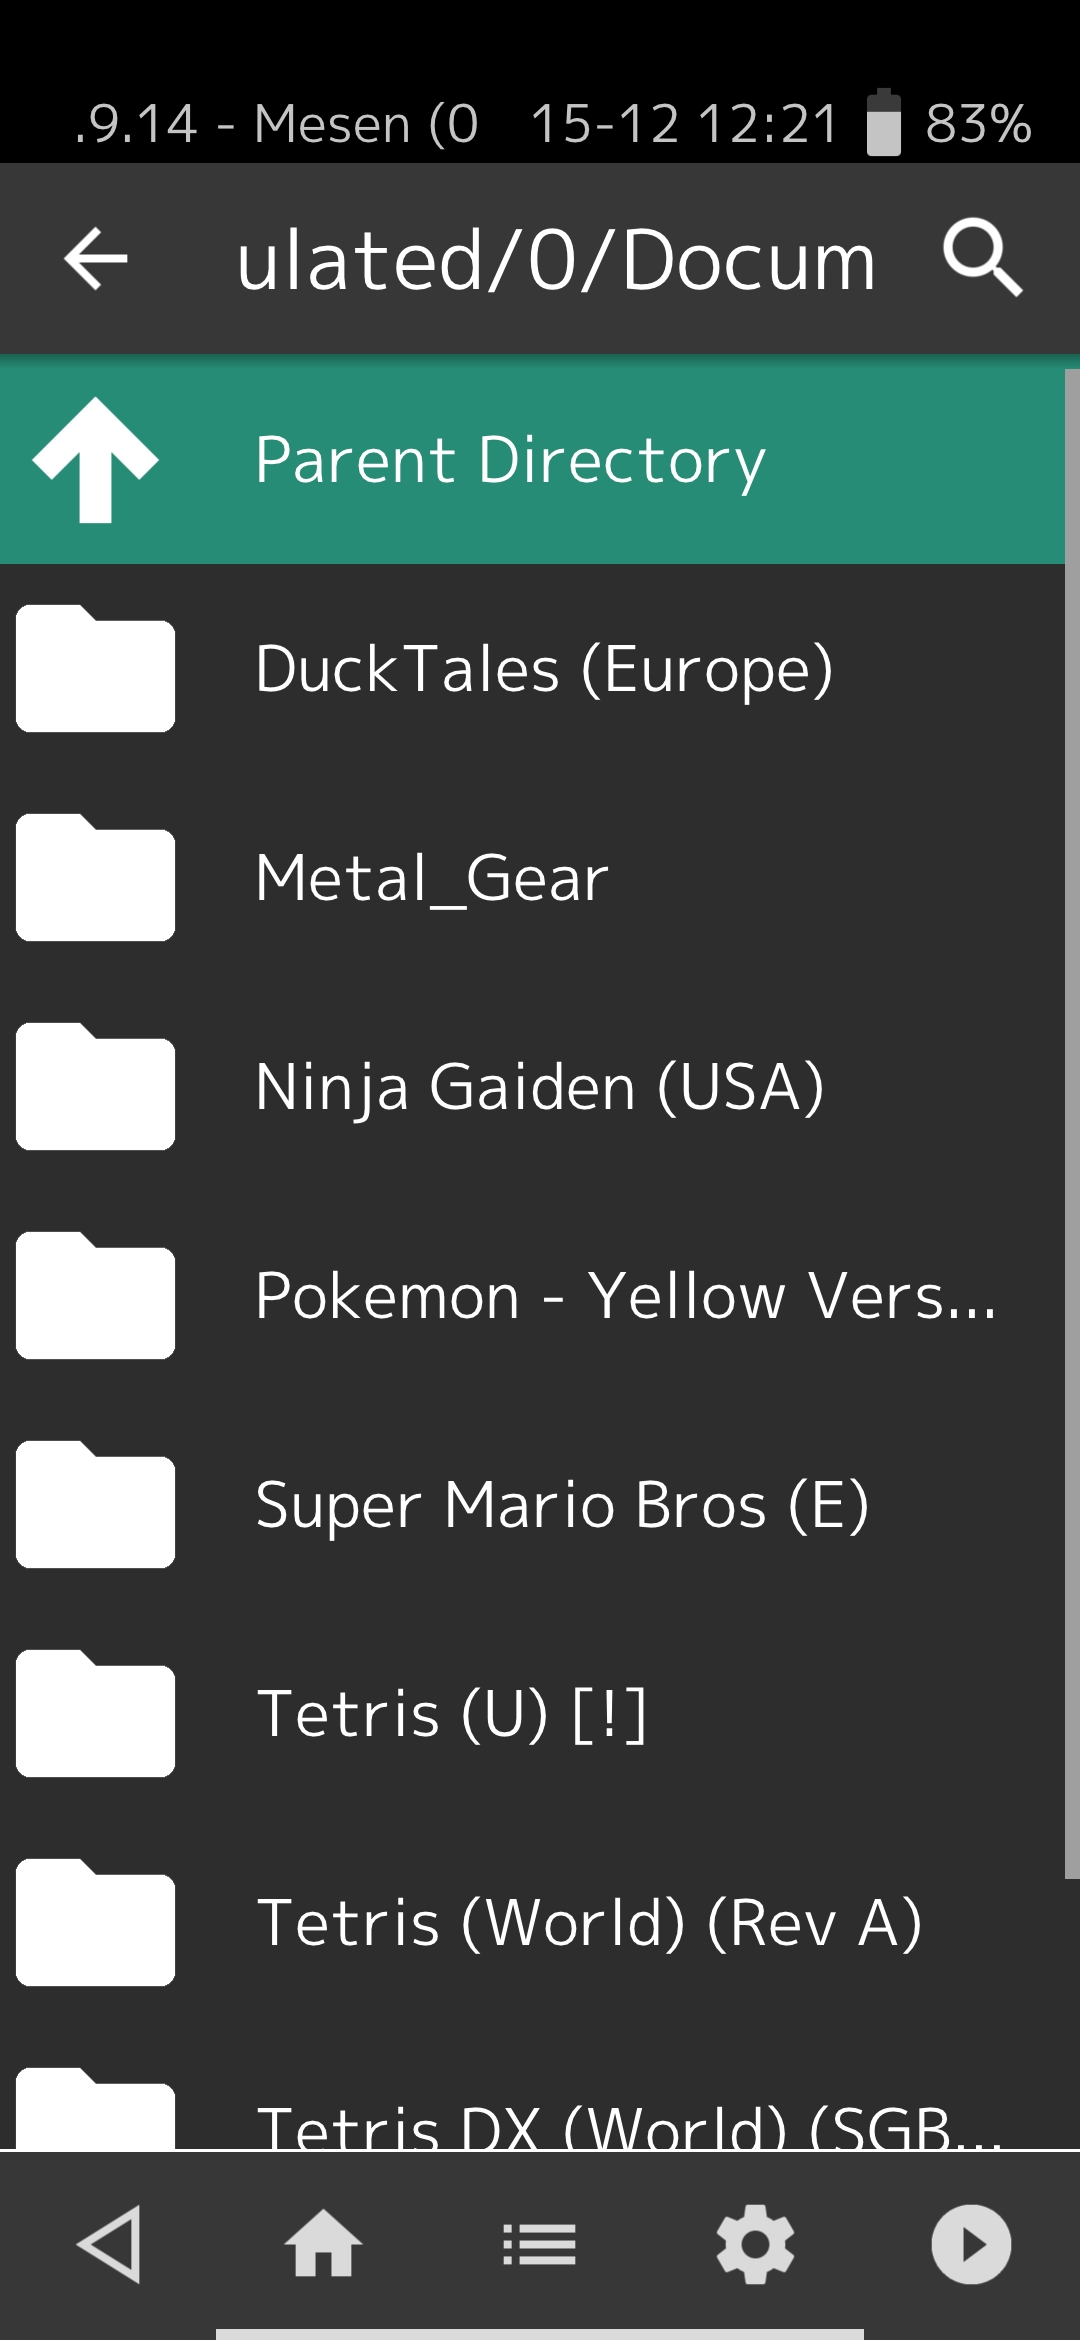 .9.14 - Mesen (0 15-12 12:21 83%
ulated/0/Docum
Parent Directory
DuckTales (Europe)
Metal_Gear
Ninja Gaiden (USA)
Pokemon - Yellow Vers...
Super Mario Bros (E)
Tetris (U) [!]
Tetris (World) (Rev A)
Tetris DX (World) (SGB...